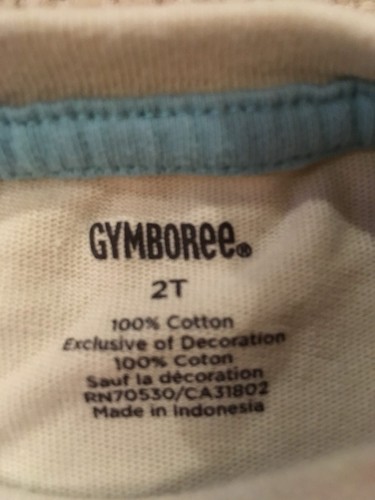 GYMBOREE®
2T
100% Cotton
Exclusive of Decoration
100% Coton
Sauf la décoration
RN70530/CA31802
Made in Indonesia